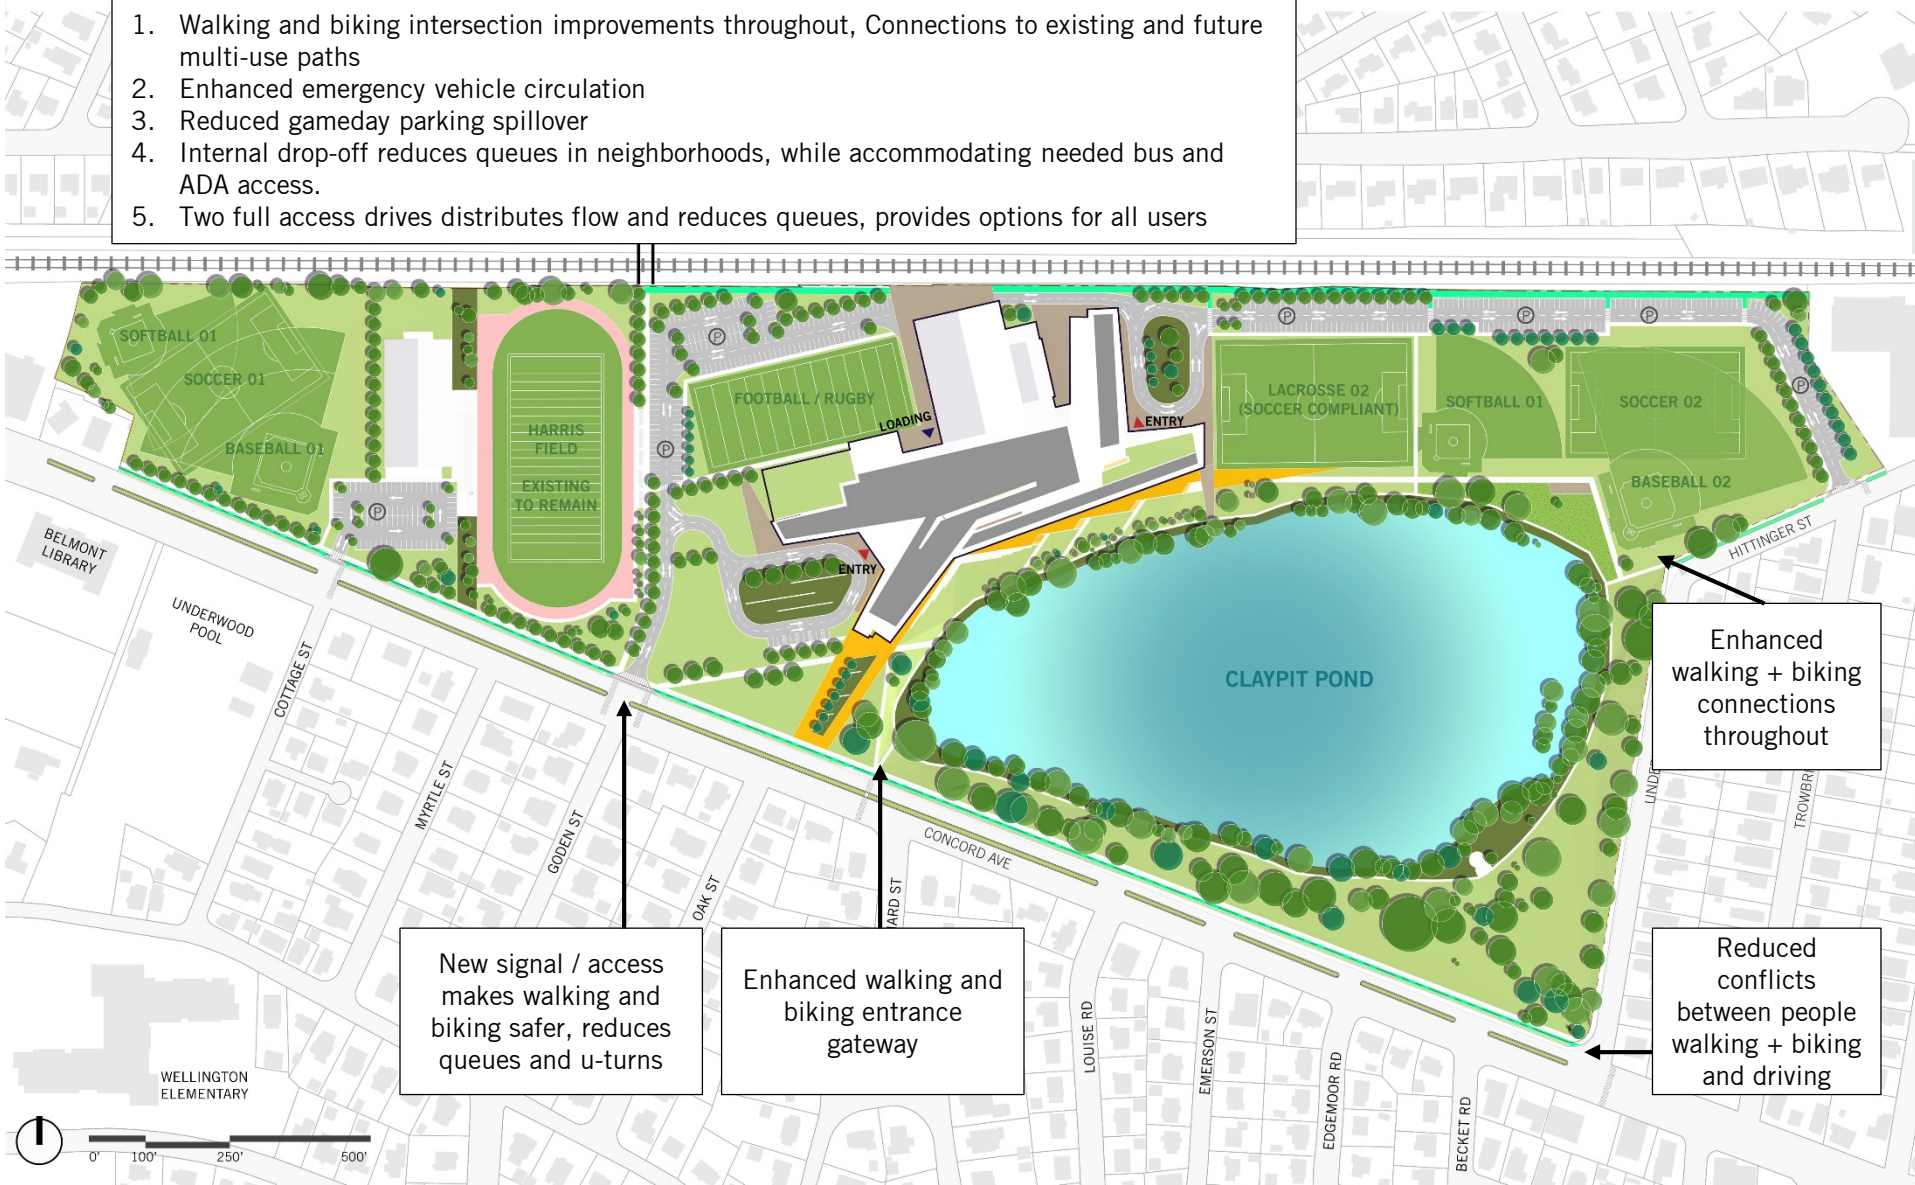 1. Walking and biking intersection improvements throughout, Connections to existing and future
multi-use paths
2. Enhanced emergency vehicle circulation
3. Reduced gameday parking spillover
4. Internal drop-off reduces queues in neighborhoods, while accommodating needed bus and
ADA access.
5. Two full access drives distributes flow and reduces queues, provides options for all users
SOFTBALL 01
SOCCER 01
BASEBALL 01
HARRIS
FIELD
EXISTING
TO REMAIN
P
P
P
FOOTBALL / RUGBY
LOADING
ENTRY
ENTRY
P
P
P
P
LACROSSE 02
(SOCCER COMPLIANT)
SOFTBALL 01
SOCCER 02
BASEBALL 02
HITTINGER ST
BELMONT
LIBRARY
UNDERWOOD
POOL
COTTAGE ST
MYRTLE ST
GODEN ST
OAK ST
ARD ST
CONCORD AVE
LOUISE RD
EMERSON ST
EDGEMOOR RD
BECKET RD
UNDE
TROWBRI
CLAYPIT POND
Enhanced
walking + biking
connections
throughout
New signal / access
makes walking and
biking safer, reduces
queues and u-turns
Enhanced walking and
biking entrance
gateway
Reduced
conflicts
between people
walking + biking
and driving
WELLINGTON
ELEMENTARY
0' 100' 250' 500'